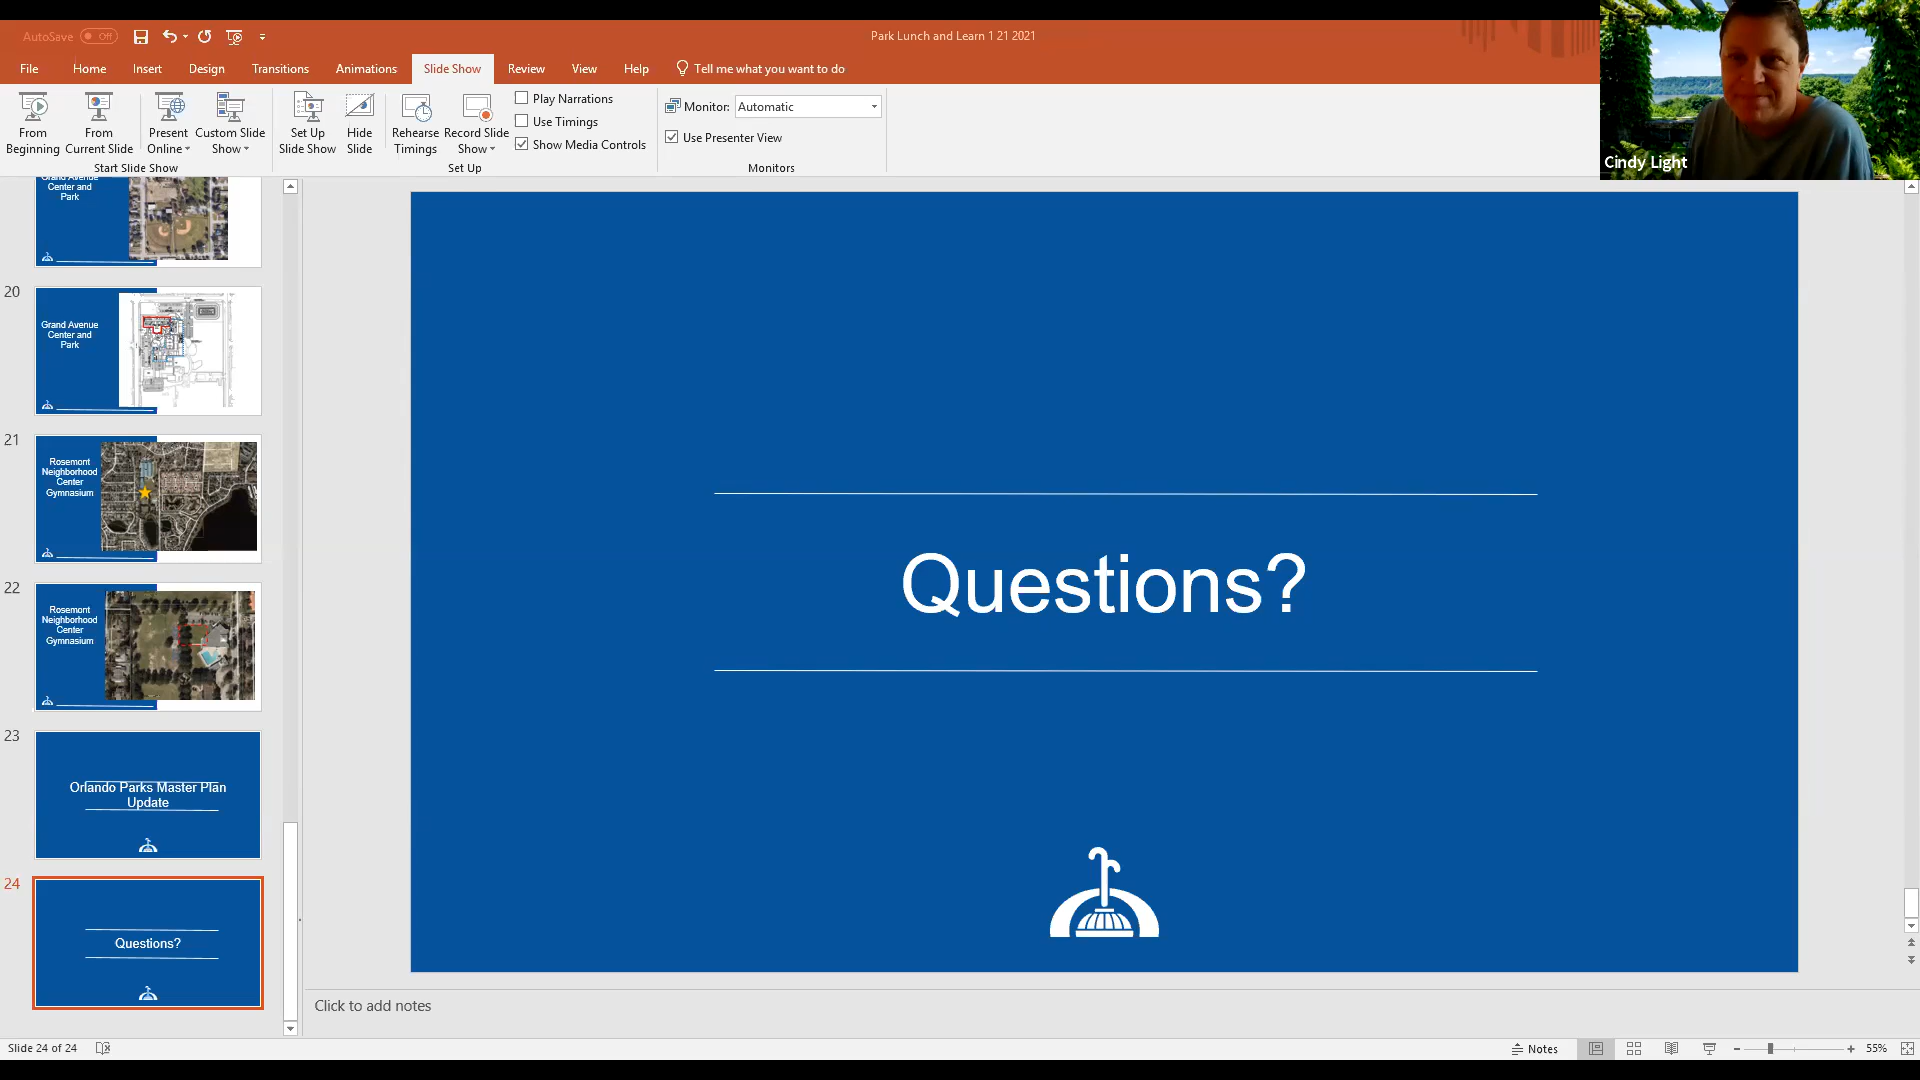 AutoSave Off
Park Lunch and Learn 1 21 2021
File Home Insert Design Transitions Animations Slide Show Review View Help Tell me what you want to do
From Beginning
From Current Slide
Present Online
Custom Slide Show
Start Slide Show
Set Up Slide Show
Hide Slide
Rehearse Timings
Record Slide Show
Play Narrations
Use Timings
Show Media Controls
Set Up
Monitor: Automatic
Use Presenter View
Monitors
Cindy Light
Grand Avenue
Center and
Park
20
Grand Avenue
Center and
Park
21
Rosemont
Neighborhood
Center
Gymnasium
22
Rosemont
Neighborhood
Center
Gymnasium
23
Orlando Parks Master Plan
Update
24
Questions?
Questions?
Click to add notes
Slide 24 of 24
Notes
55%